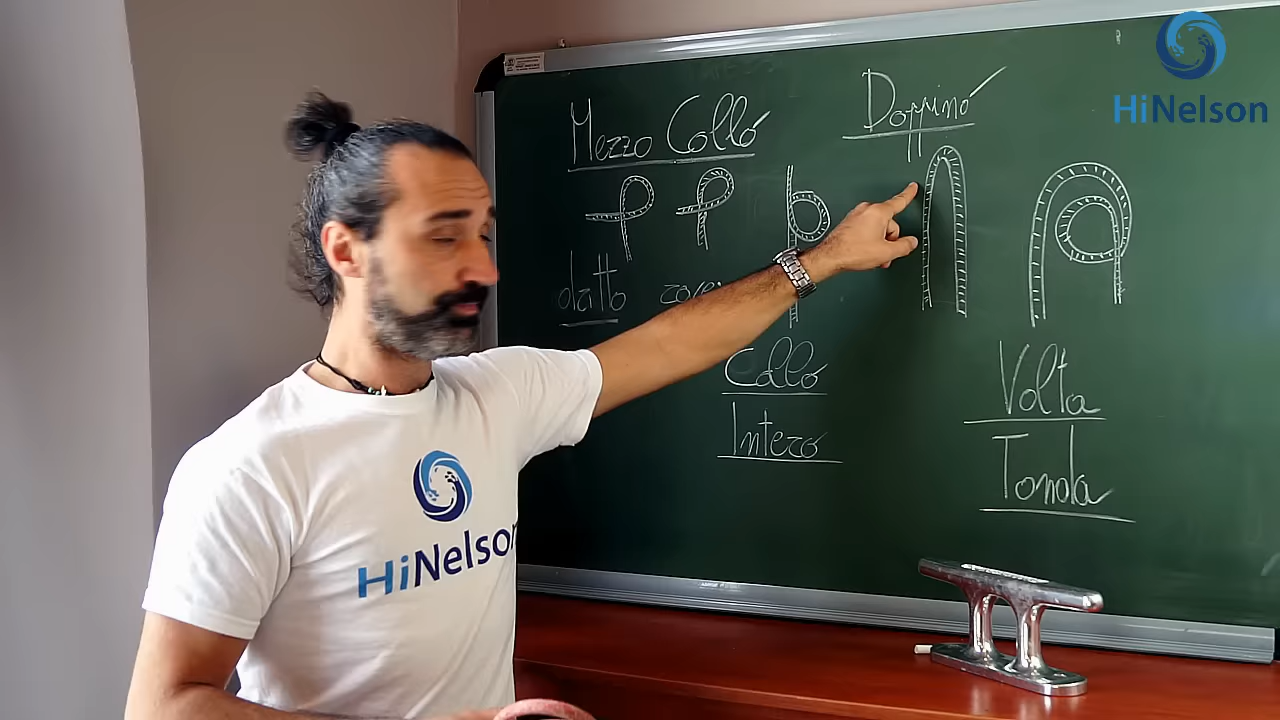 Mezzo Collo
Doppino
dritto
Collo
Intero
Volta
Tonda
HiNelson
HiNelson